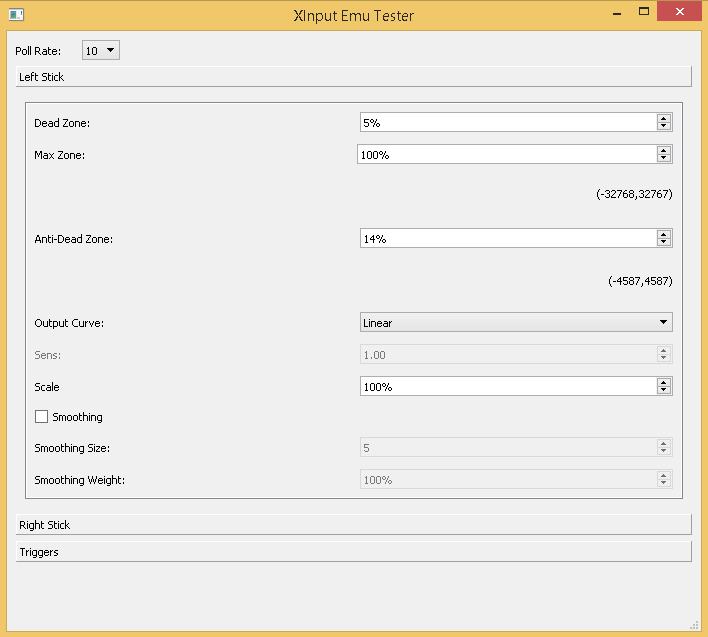 XInput Emu Tester
Poll Rate: 10
Left Stick
Dead Zone: 5%
Max Zone: 100%
(-32768,32767)
Anti-Dead Zone: 14%
(-4587,4587)
Output Curve: Linear
Sens: 1.00
Scale 100%
Smoothing
Smoothing Size: 5
Smoothing Weight: 100%
Right Stick
Triggers